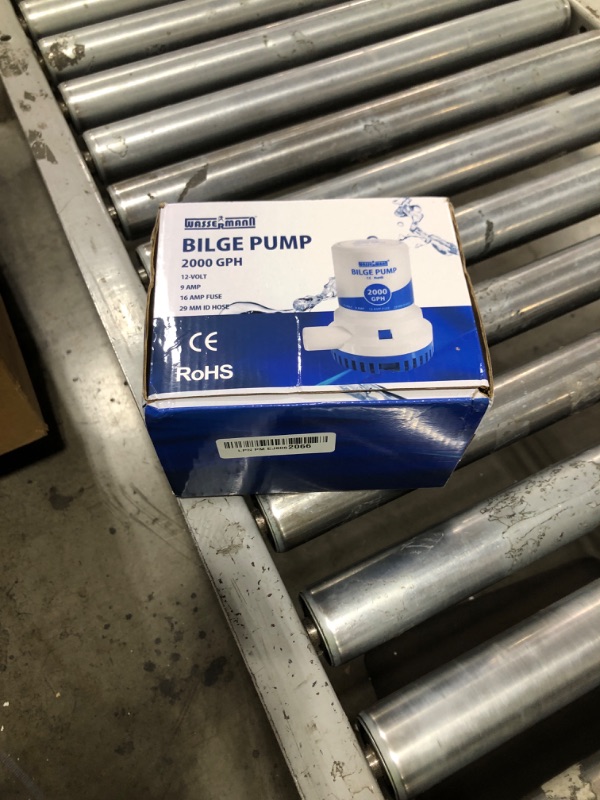 WASSERMANN
BILGE PUMP
2000 GPH
12-VOLT
9 AMP
16 AMP FUSE
29 MM ID HOSE
CE
RoHS
WASSERMANN
BILGE PUMP
2000
GPH
2066